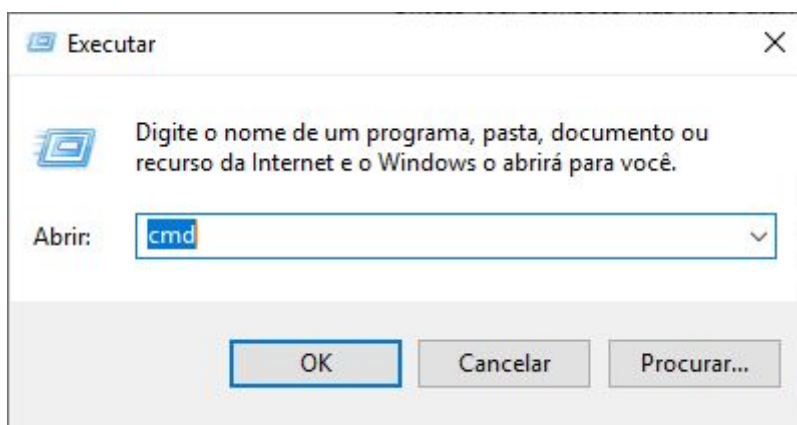 Executar
Digite o nome de um programa, pasta, documento ou
recurso da Internet e o Windows o abrirá para você.
Abrir: cmd
OK Cancelar Procurar...